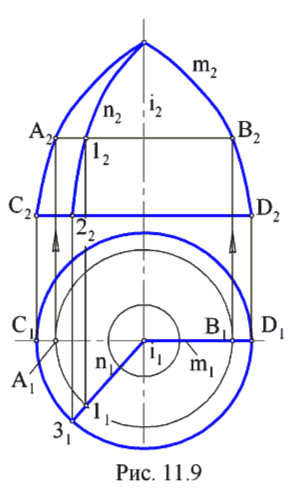 m₂
n₂
i₂
A₂
1₂
B₂
C₂
2₂
D₂
C₁
B₁
D₁
n₁
i₁
m₁
A₁
1₁
3₁
Рис. 11.9